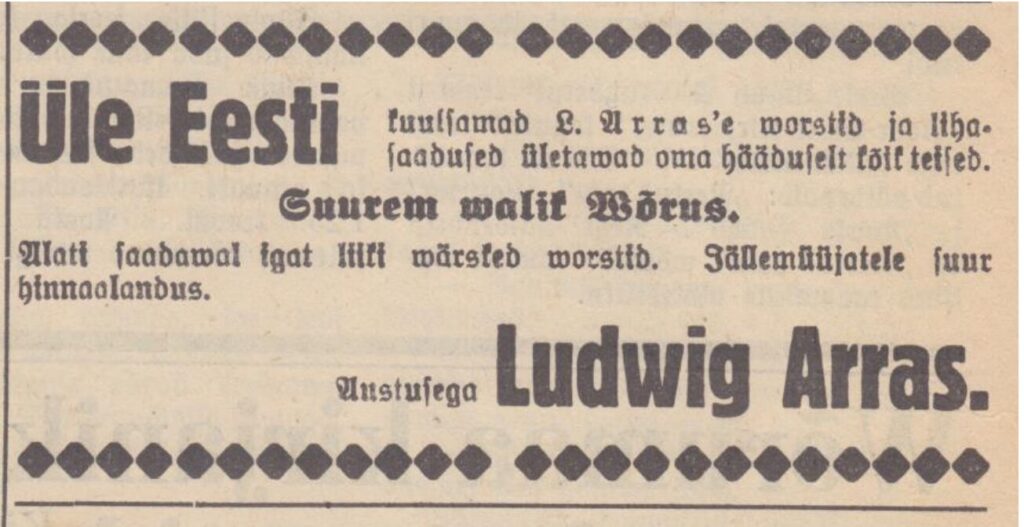 Üle Eesti kuulsamad L. Arras'e worstid ja liha-
saadused ületawad oma hääduselt kõik teised.
Suurem walik Wõrus.
Alati saadawal igat liiki wärsked worstid. Jällemüüjatele suur
hinnaalandus.
Austusega Ludwig Arras.